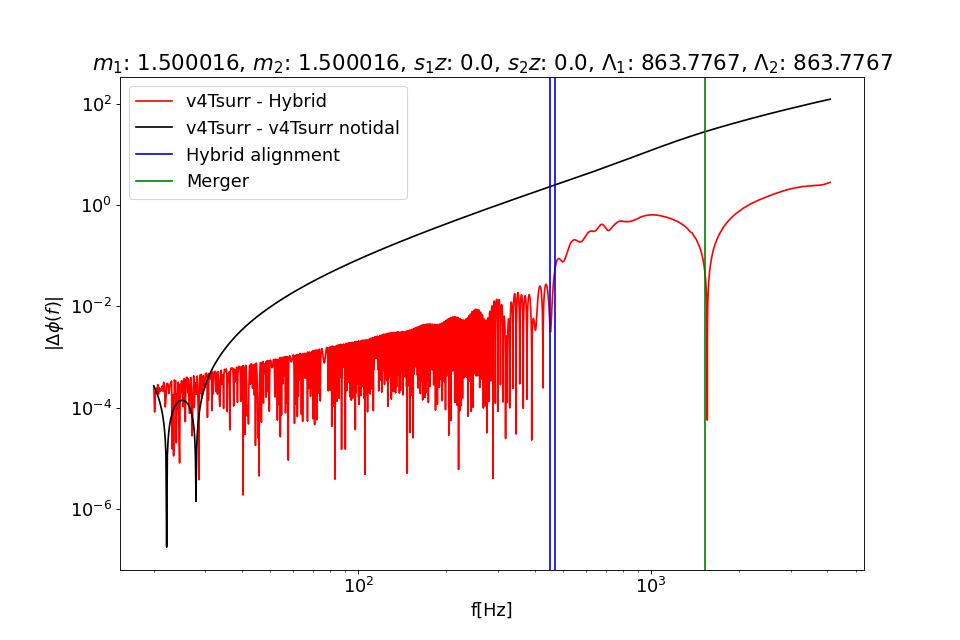 m₁: 1.500016, m₂: 1.500016, s₁z: 0.0, s₂z: 0.0, Λ₁: 863.7767, Λ₂: 863.7767
v4Tsurr - Hybrid
v4Tsurr - v4Tsurr notidal
Hybrid alignment
Merger
10²
10⁰
10⁻²
10⁻⁴
10⁻⁶
|Δϕ(f)|
10² 10³
f[Hz]